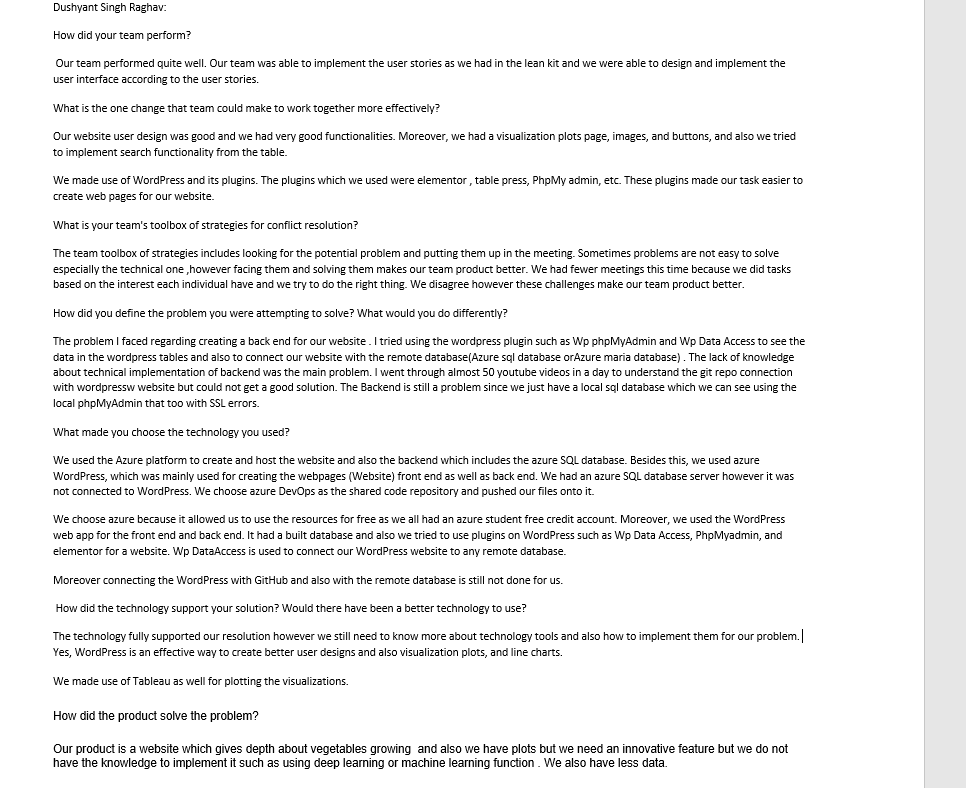 Dushyant Singh Raghav:
How did your team perform?
Our team performed quite well. Our team was able to implement the user stories as we had in the lean kit and we were able to design and implement the
user interface according to the user stories.
What is the one change that team could make to work together more effectively?
Our website user design was good and we had very good functionalities. Moreover, we had a visualization plots page, images, and buttons, and also we tried
to implement search functionality from the table.
We made use of WordPress and its plugins. The plugins which we used were elementor , table press, PhpMy admin, etc. These plugins made our task easier to
create web pages for our website.
What is your team's toolbox of strategies for conflict resolution?
The team toolbox of strategies includes looking for the potential problem and putting them up in the meeting. Sometimes problems are not easy to solve
especially the technical one ,however facing them and solving them makes our team product better. We had fewer meetings this time because we did tasks
based on the interest each individual have and we try to do the right thing. We disagree however these challenges make our team product better.
How did you define the problem you were attempting to solve? What would you do differently?
The problem I faced regarding creating a back end for our website . I tried using the wordpress plugin such as Wp phpMyAdmin and Wp Data Access to see the
data in the wordpress tables and also to connect our website with the remote database(Azure sql database orAzure maria database) . The lack of knowledge
about technical implementation of backend was the main problem. I went through almost 50 youtube videos in a day to understand the git repo connection
with wordpressw website but could not get a good solution. The Backend is still a problem since we just have a local sql database which we can see using the
local phpMyAdmin that too with SSL errors.
What made you choose the technology you used?
We used the Azure platform to create and host the website and also the backend which includes the azure SQL database. Besides this, we used azure
WordPress, which was mainly used for creating the webpages (Website) front end as well as back end. We had an azure SQL database server however it was
not connected to WordPress. We choose azure DevOps as the shared code repository and pushed our files onto it.
We choose azure because it allowed us to use the resources for free as we all had an azure student free credit account. Moreover, we used the WordPress
web app for the front end and back end. It had a built database and also we tried to use plugins on WordPress such as Wp Data Access, PhpMyadmin, and
elementor for a website. Wp DataAccess is used to connect our WordPress website to any remote database.
Moreover connecting the WordPress with GitHub and also with the remote database is still not done for us.
How did the technology support your solution? Would there have been a better technology to use?
The technology fully supported our resolution however we still need to know more about technology tools and also how to implement them for our problem.
Yes, WordPress is an effective way to create better user designs and also visualization plots, and line charts.
We made use of Tableau as well for plotting the visualizations.
How did the product solve the problem?
Our product is a website which gives depth about vegetables growing  and also we have plots but we need an innovative feature but we do not
have the knowledge to implement it such as using deep learning or machine learning function . We also have less data.